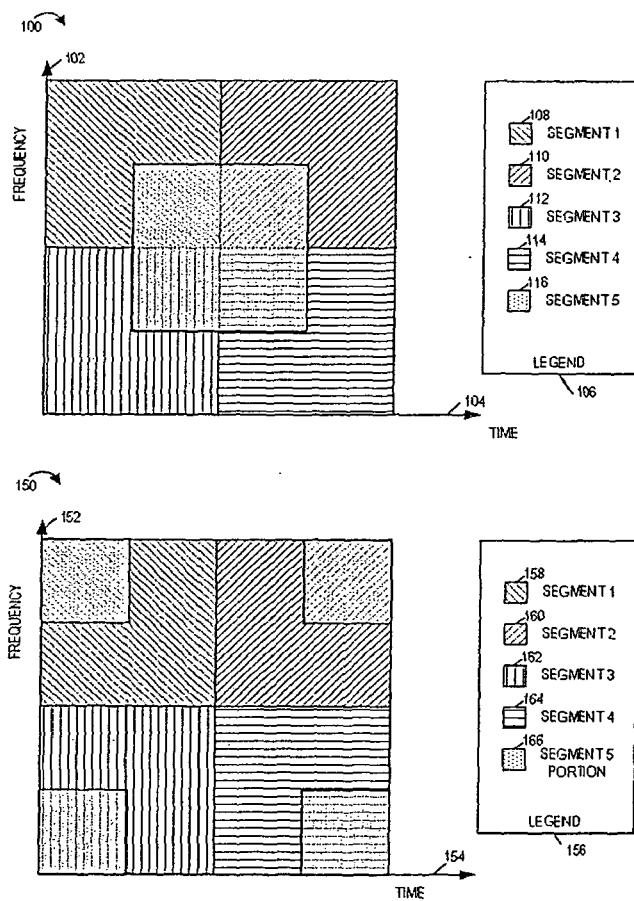 100
102
FREQUENCY
104
TIME
108
SEGMENT 1
110
SEGMENT 2
112
SEGMENT 3
114
SEGMENT 4
116
SEGMENT 5
LEGEND
106
150
152
FREQUENCY
154
TIME
158
SEGMENT 1
160
SEGMENT 2
162
SEGMENT 3
164
SEGMENT 4
166
SEGMENT 5
PORTION
LEGEND
156